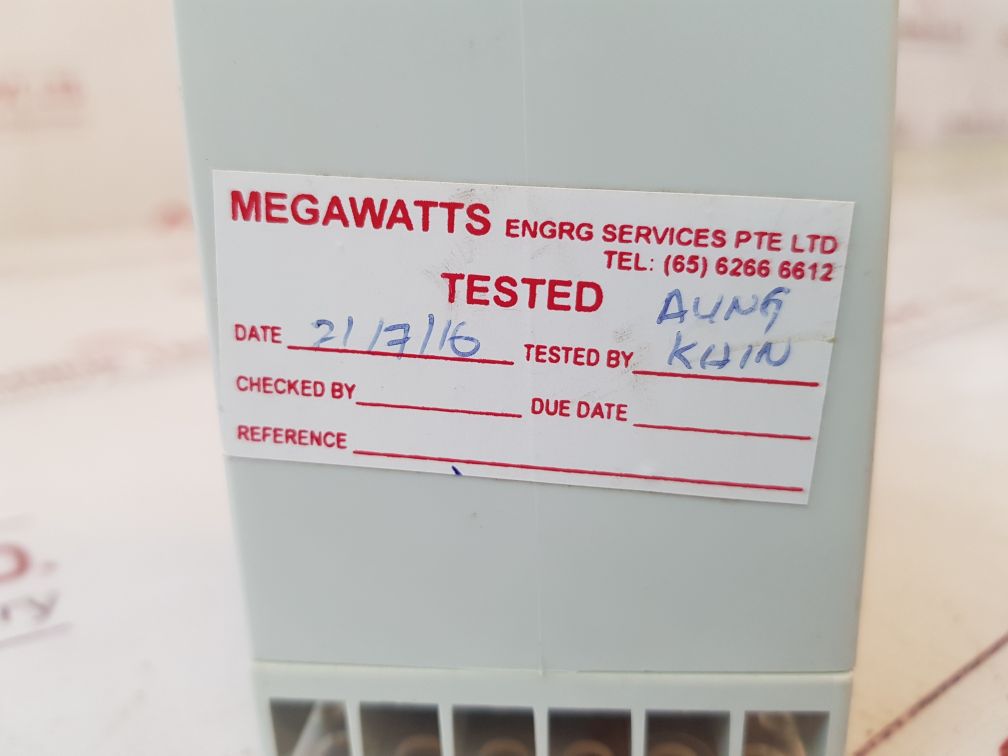 MEGAWATTS ENGRG SERVICES PTE LTD
TEL: (65) 6266 6612
TESTED
DATE 21/7/16 TESTED BY AUNG KHIN
CHECKED BY DUE DATE
REFERENCE